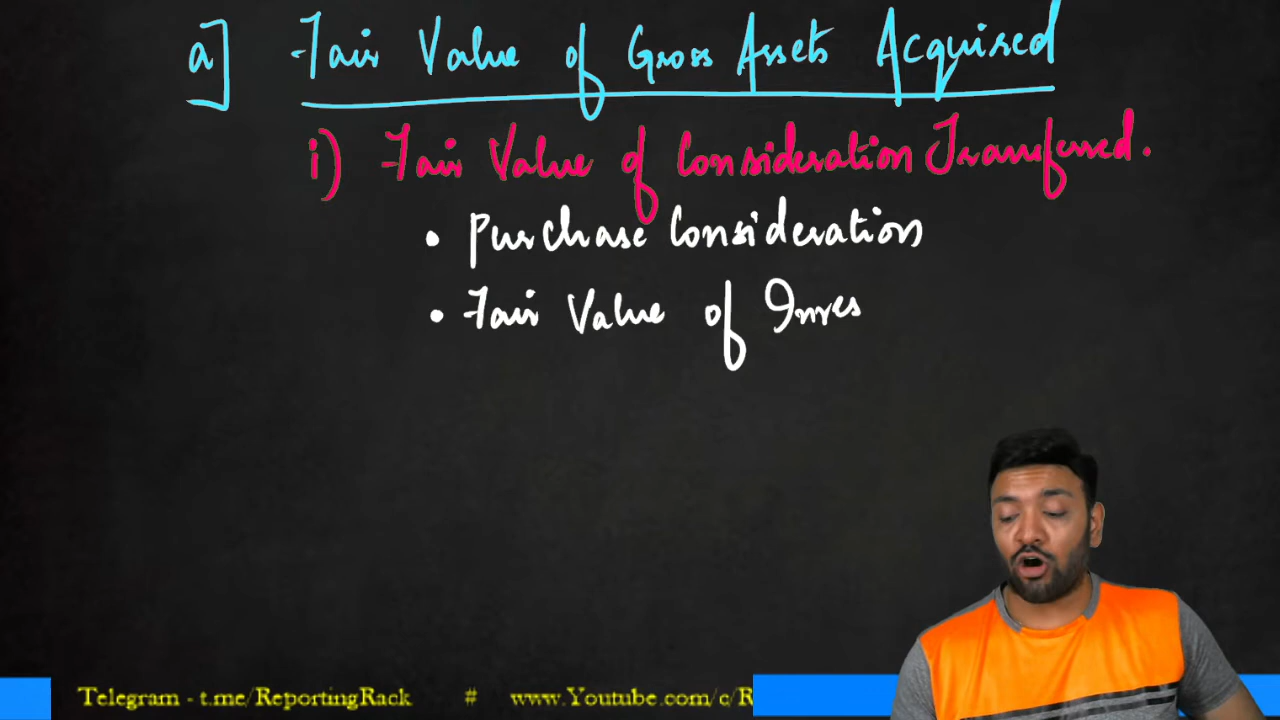 a] Fair Value of Gross Assets Acquired
i) Fair Value of Consideration Transferred.
• Purchase Consideration
• Fair Value of Inves
Telegram - t.me/ReportingRack # www.Youtube.com/c/R